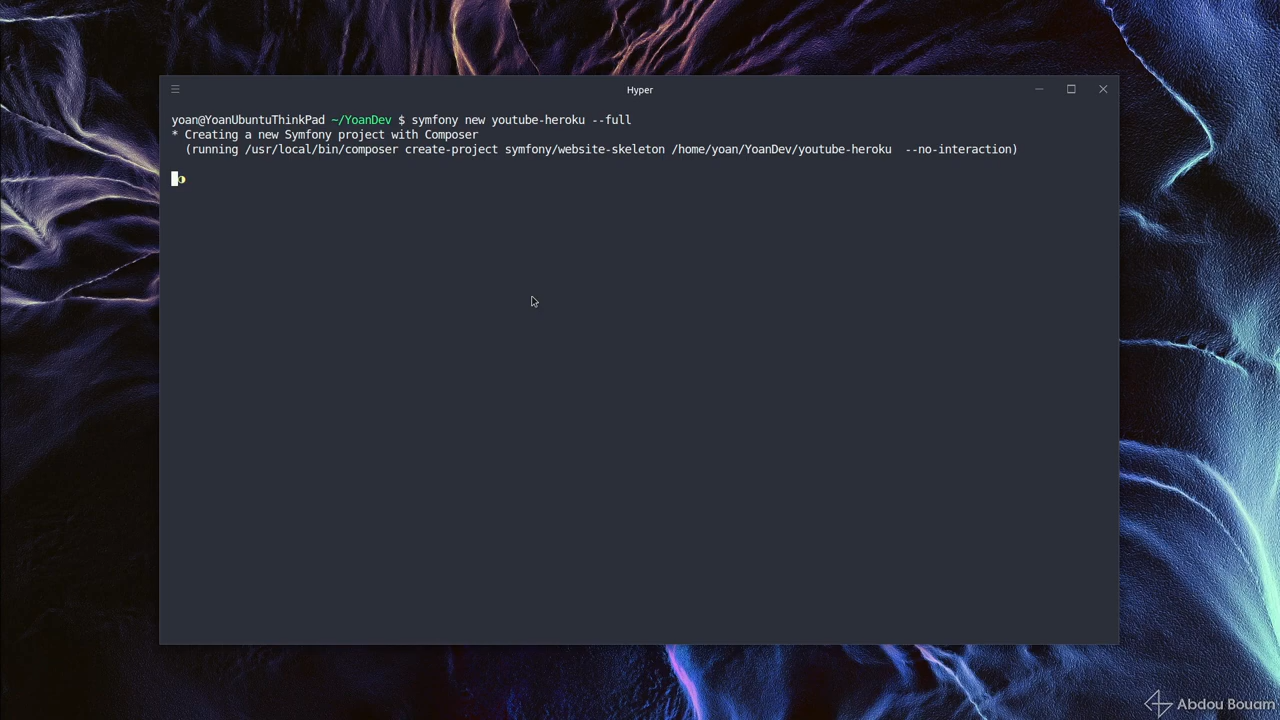 Hyper
yoan@YoanUbuntuThinkPad ~/YoanDev $ symfony new youtube-heroku --full
* Creating a new Symfony project with Composer
(running /usr/local/bin/composer create-project symfony/website-skeleton /home/yoan/YoanDev/youtube-heroku  --no-interaction)
Abdou Bouam